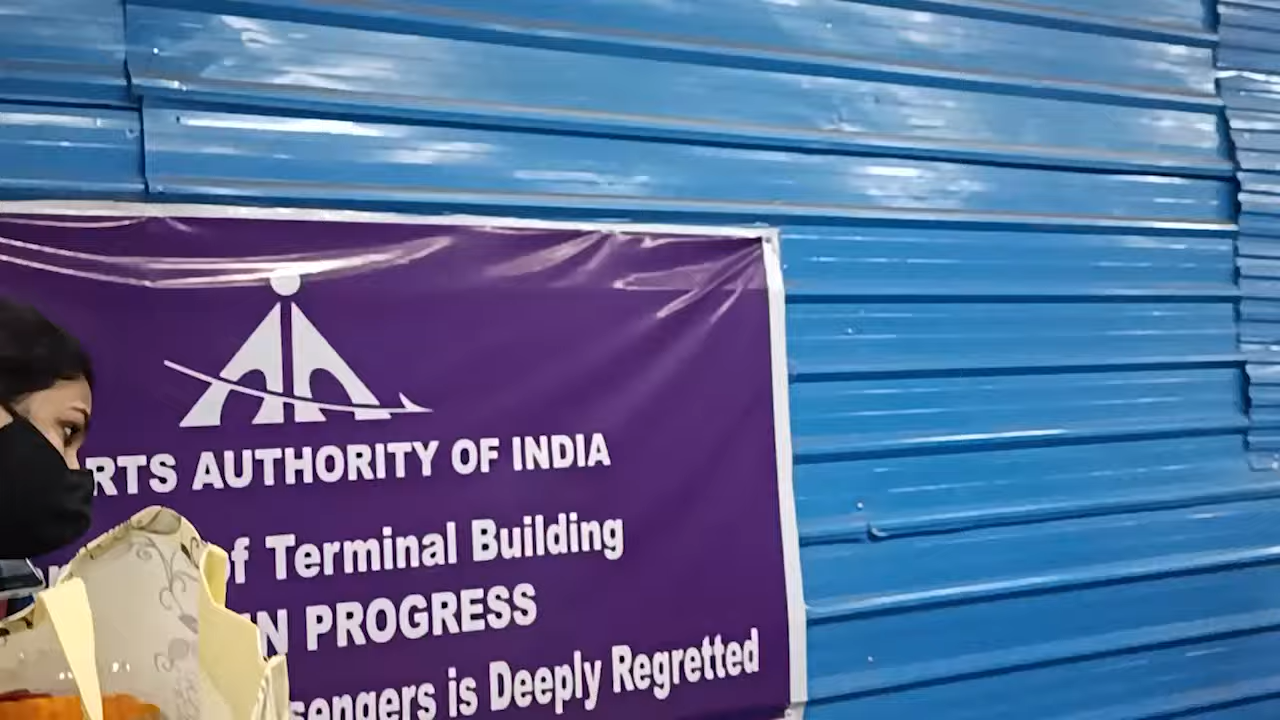 RTS AUTHORITY OF INDIA
f Terminal Building
N PROGRESS
sengers is Deeply Regretted